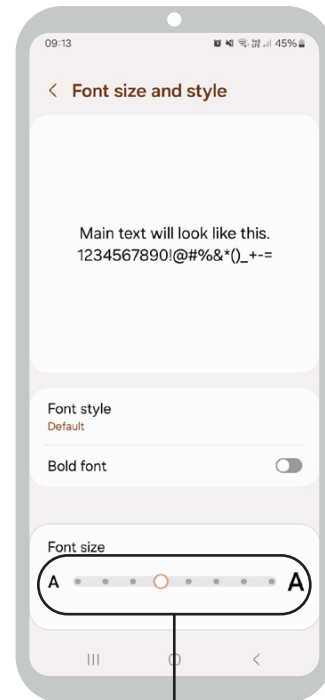 09:13 45%
< Font size and style
Main text will look like this.
1234567890!@#%&*()_+-=
Font style
Default
Bold font
Font size
A A